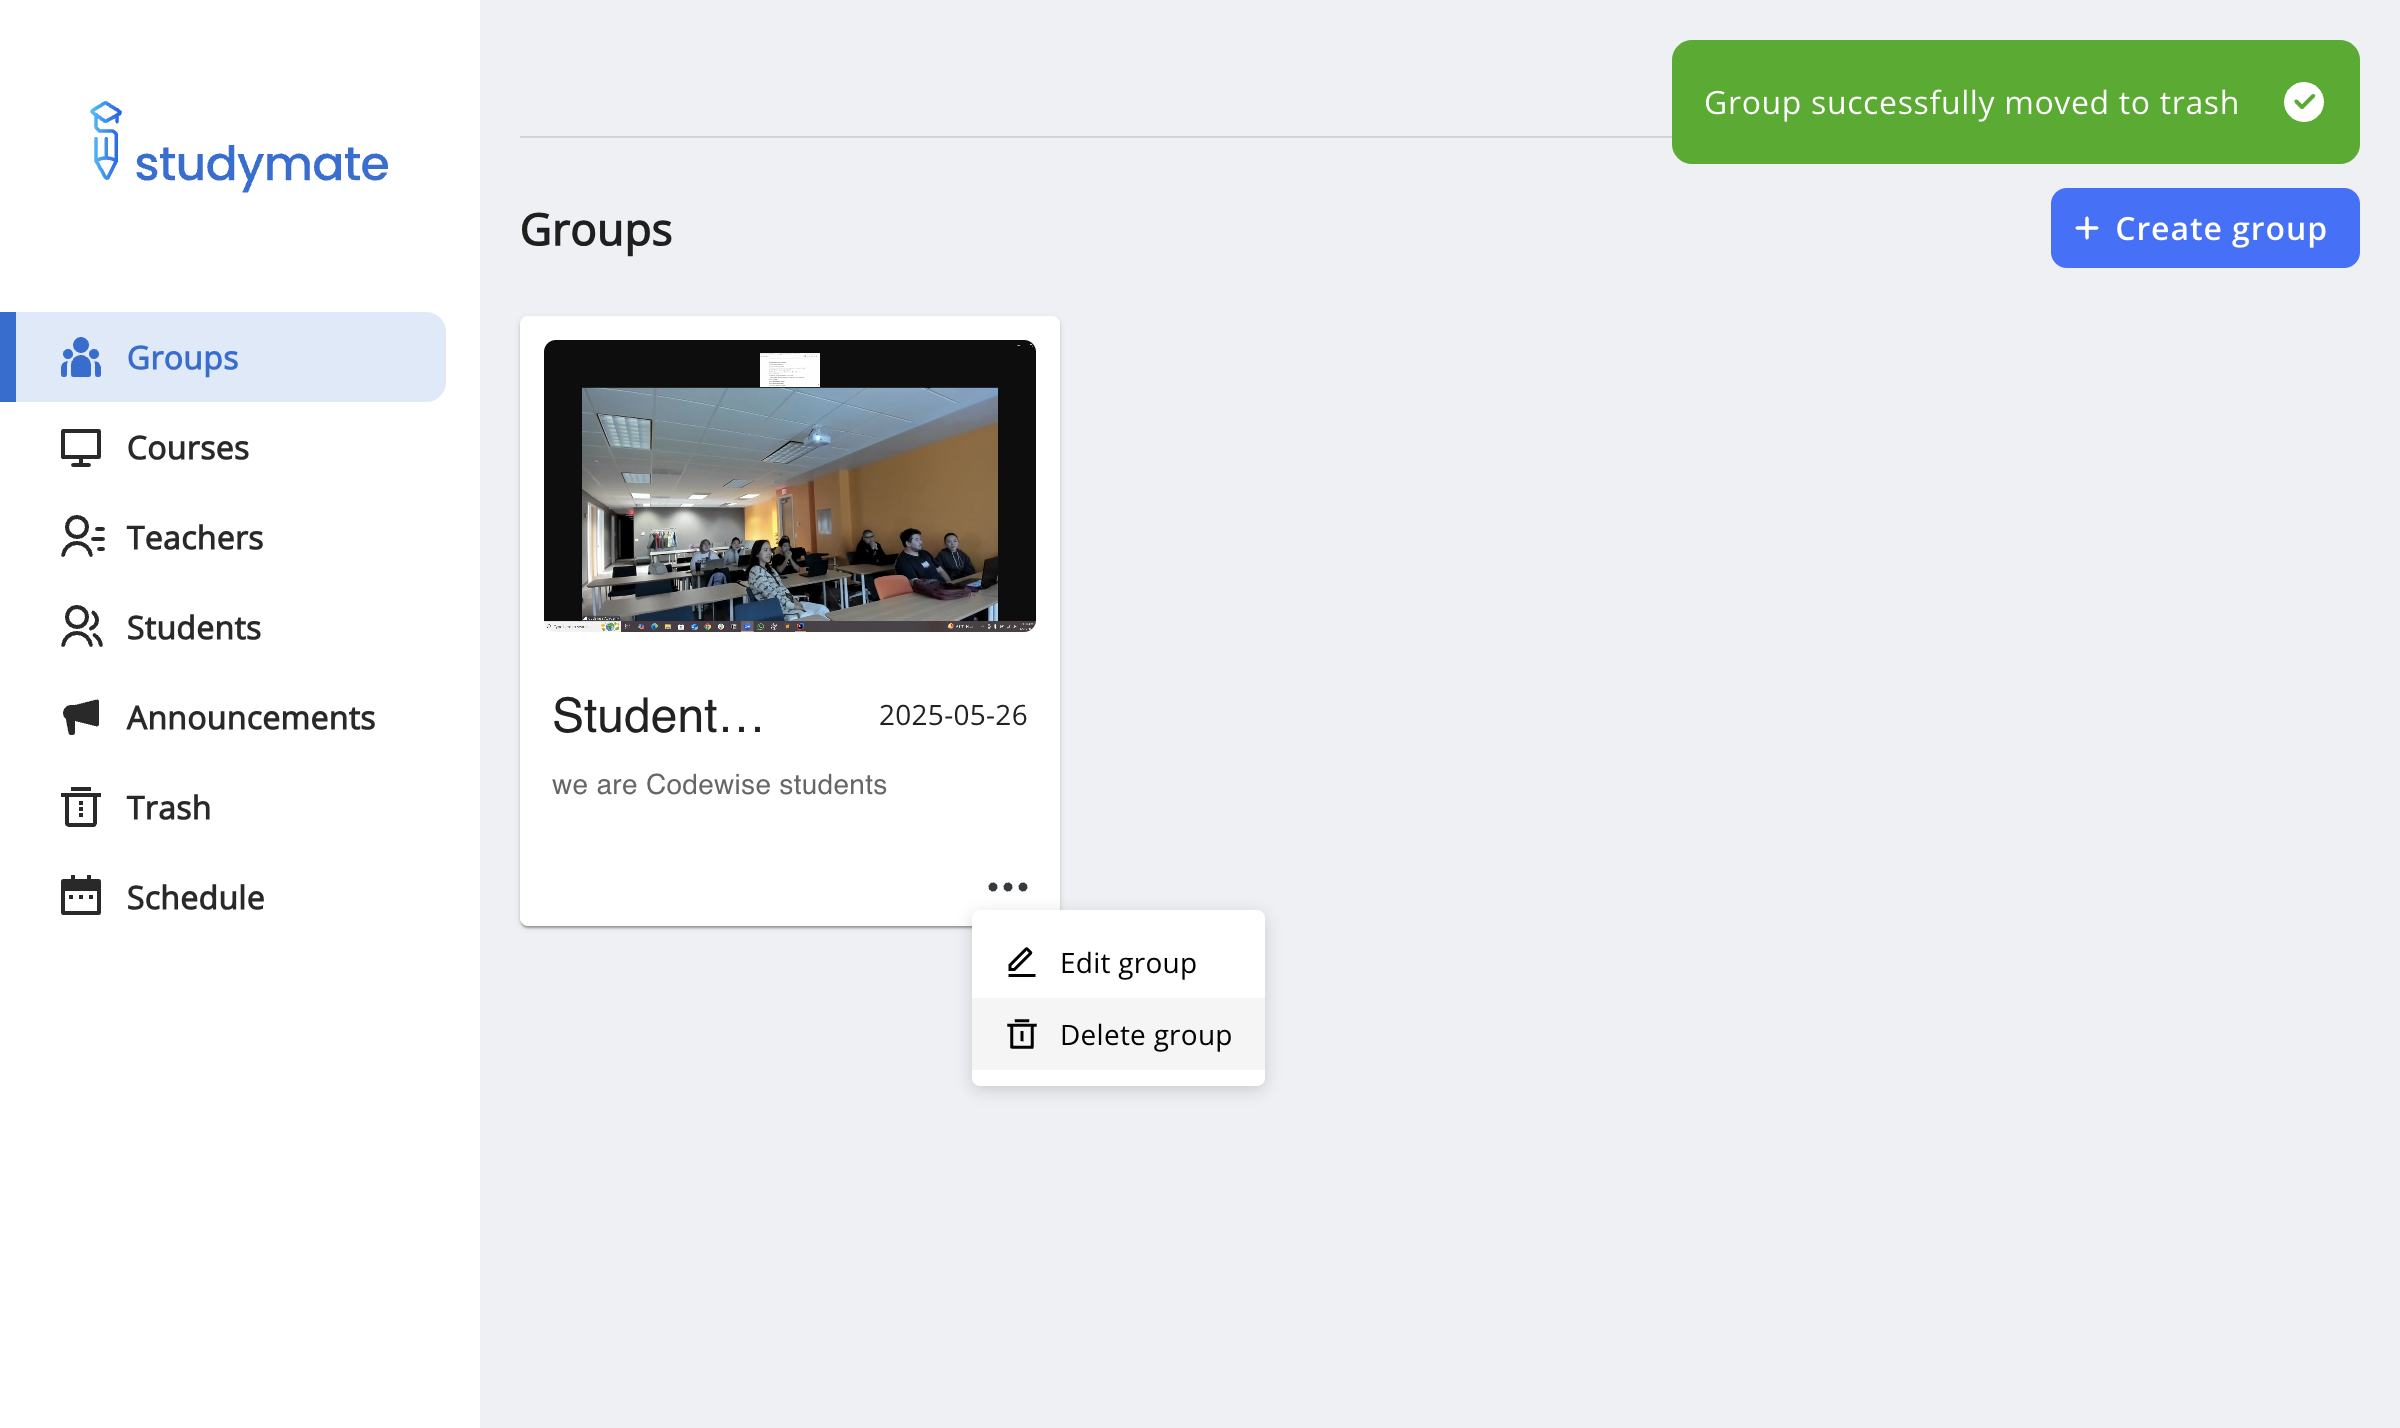 studymate
Group successfully moved to trash
Groups
+ Create group
Groups
Courses
Teachers
Students
Announcements
Trash
Schedule
Student...
2025-05-26
we are Codewise students
Edit group
Delete group